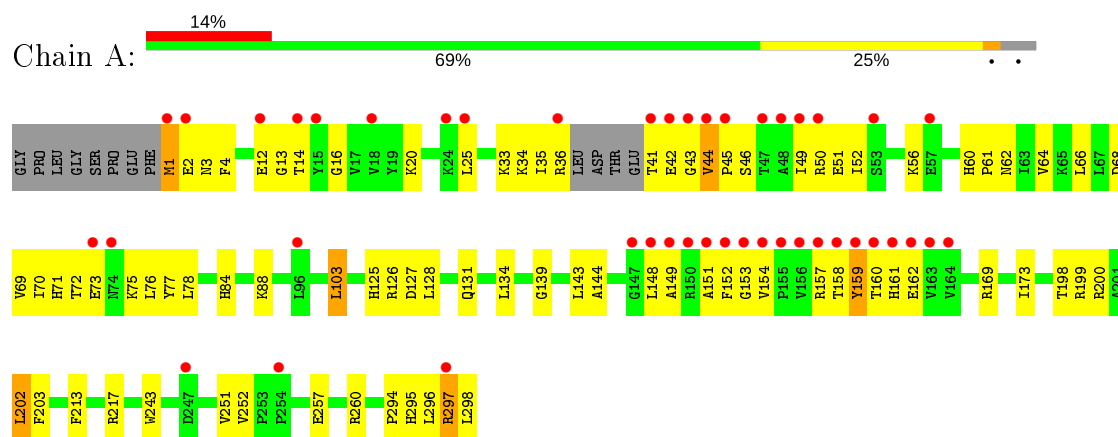 14%
Chain A:
69% 25% • •
GLY PRO LEU GLY SER PRO GLU PHE M1 E2 N3 F4 E12 G13 T14 Y15 G16 V17 V18 Y19 K20 K24 L25 K33 K34 I35 R36 LEU ASP THR GLU T41 E42 G43 V44 P45 S46 T47 A48 I49 R50 E51 I52 S53 K56 E57 H60 P61 N62 I63 V64 K65 L66 L67 D68
V69 I70 H71 T72 E73 N74 K75 L76 Y77 L78 H84 K88 L96 L103 H125 R126 D127 L128 Q131 L134 G139 L143 A144 G147 L148 A149 R150 A151 F152 G153 V154 P155 V156 R157 T158 Y159 T160 H161 E162 V163 V164 R169 I173 T198 R199 R200 A201
L202 F203 F213 R217 W243 D247 V251 V252 P253 P254 E257 R260 P294 H295 L296 R297 L298